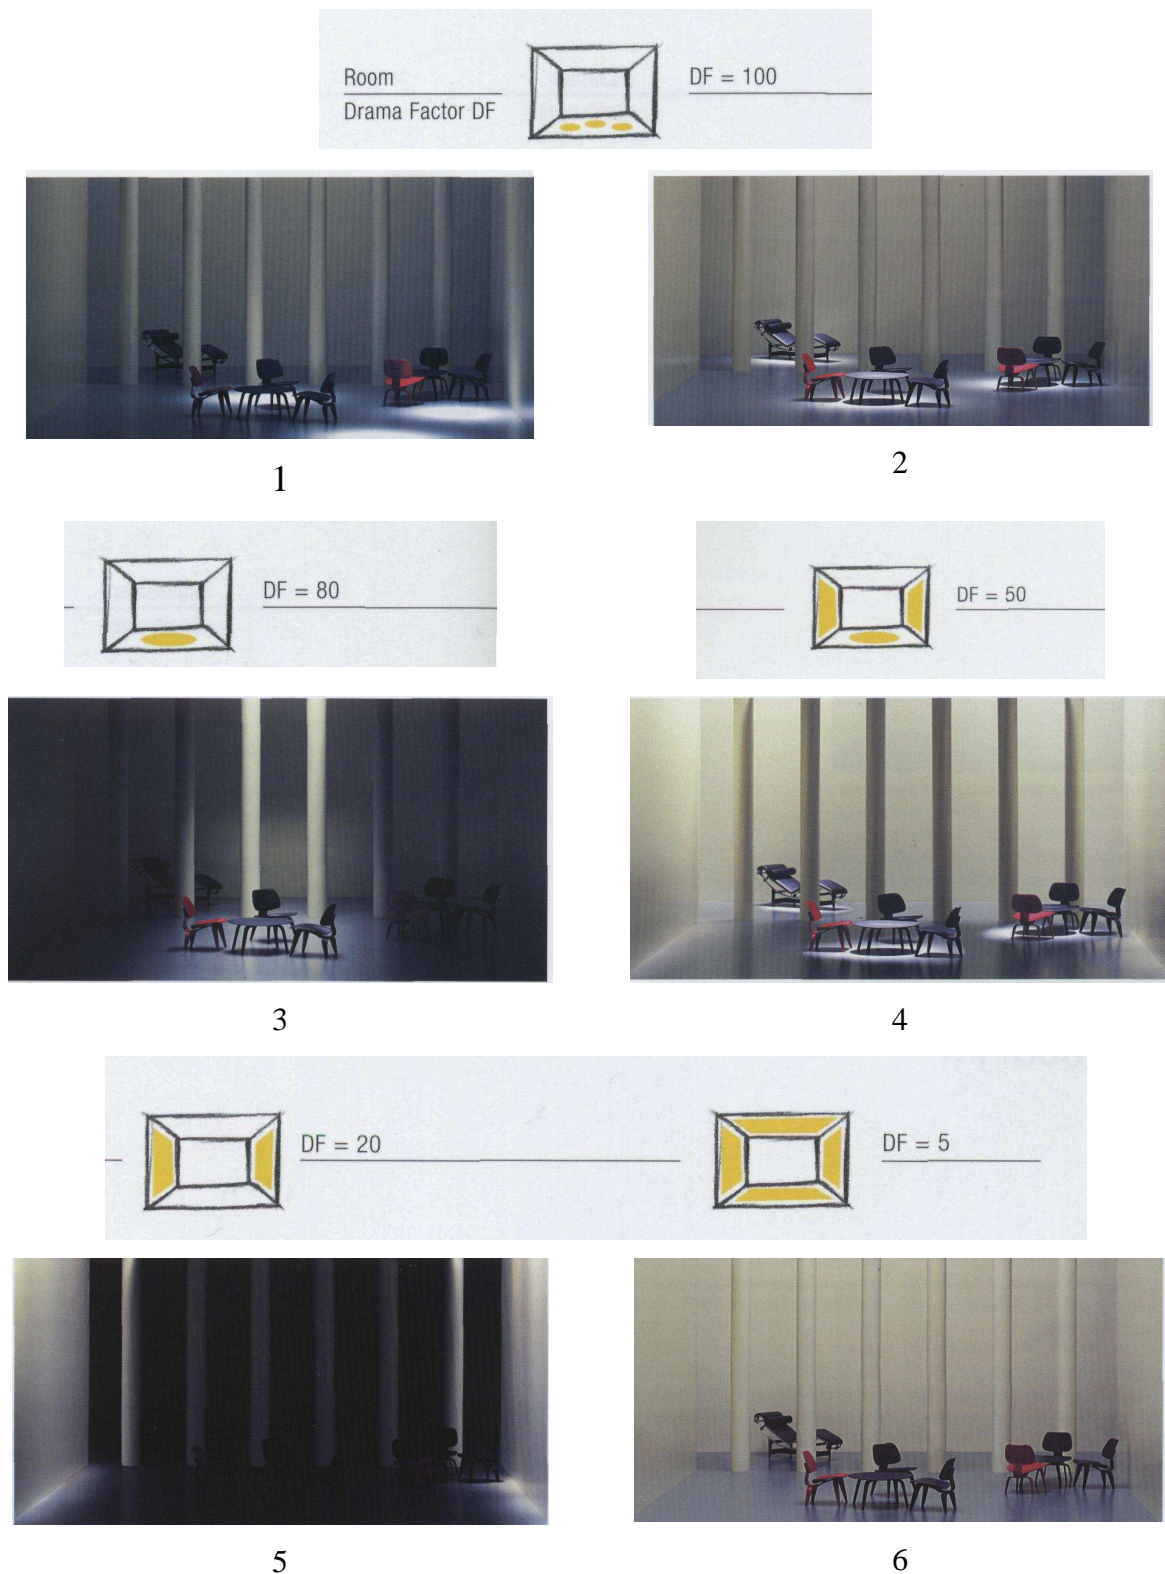 Room
Drama Factor DF
DF = 100
1
2
DF = 80
DF = 50
3
4
DF = 20
DF = 5
5
6